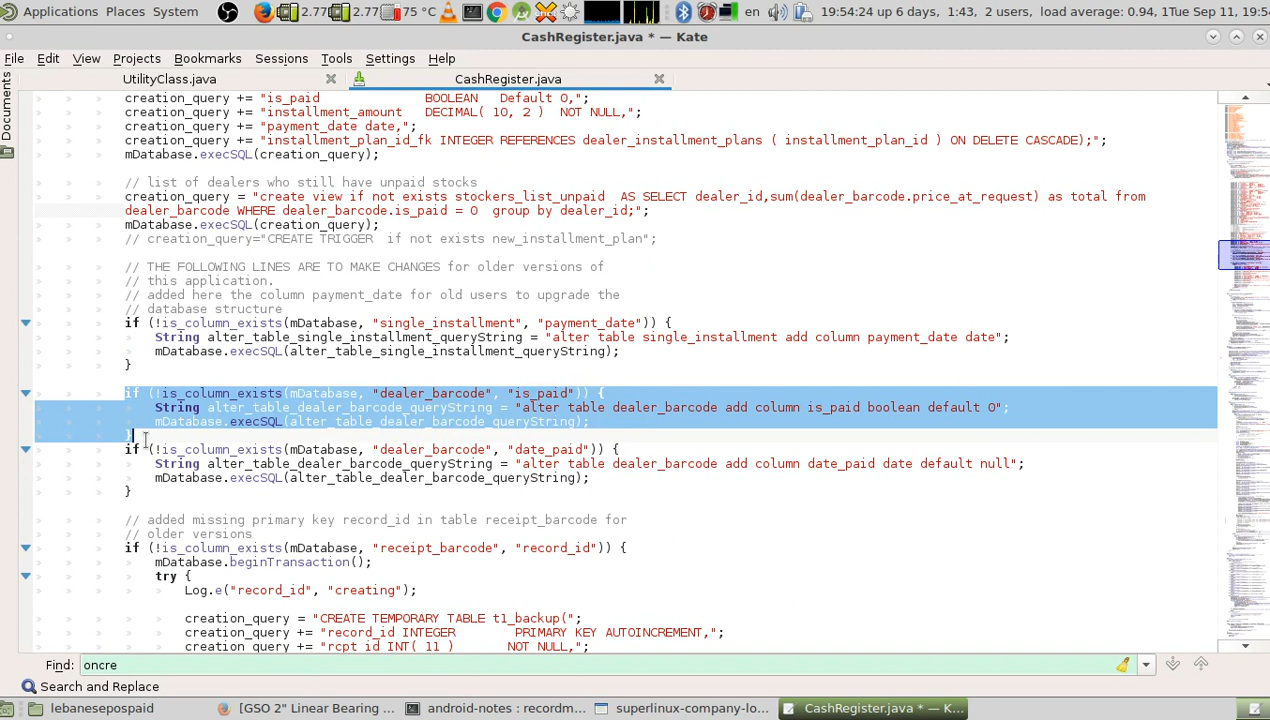 Applications Places System 2.77 2.77 75 °C en 19:54:24 up 6 days, 1:43, 2 users, load average: 0.94, 1 Tue Sep 11, 19:54
CashRegister.java * — Kate
File Edit View Projects Bookmarks Sessions Tools Settings Help
UtilityClass.java CashRegister.java
Documents
creation_query += "is_paid BOOLEAN Default 0,";
creation_query += "installment_amount DECIMAL( 10, 2 ) NOT NULL,";
creation_query += "payment_date date,";
creation_query += "installment_plan_id_fk INTEGER REFERENCES dealer_installment_plans ( intallment_plan_id ) ON DELETE CASCADE);";
mDatabase.execSQL(creation_query);
// list of dealers who still have unpaid stocks
creation_query = "create view if not exists stockers_list_unpaid AS SELECT dealer_id,sum(dealer_barcode.price_at_request) as total from
dealer_barcode WHERE dealer_barcode.is_paid = 0 group by dealer_id;";
mDatabase.execSQL(creation_query);
// creation_query="CREATE TRIGGER if not exists new_installment_plan";
// THE FOLLOWING LINES ARE TO MAKE CHANGES for older versions of
// this application
// added here the column payment_date for old users to upgrade the
// database structure
if (!is_column_exists(mDatabase, "single_installment", "payment_date")) {
String alter_table_single_installment_queryString = "alter table single_installment add column payment_date date";
mDatabase.execSQL(alter_table_single_installment_queryString);
}
if (!is_column_exists(mDatabase, "dealer_barcode", "is_paid")) {
String alter_table_dealer_barcode_queryString = "alter table dealer_barcode add column is_paid boolean default 0";
mDatabase.execSQL(alter_table_dealer_barcode_queryString);
}
if (!is_column_exists(mDatabase, "dealer_barcode", "date_paid")) {
String alter_table_dealer_barcode_queryString = "alter table dealer_barcode add column date_paid date default null";
mDatabase.execSQL(alter_table_dealer_barcode_queryString);
}
// added missing primary key record_id in table receipt_barcode for
// older versions
if (!is_column_exists(mDatabase, "receipt_barcode", "record_id")) {
mDatabase.beginTransaction();
try {
Log.e("record_id", "creating");
creation_query = "CREATE TEMPORARY TABLE t1_backup(";
creation_query += "record_id INTEGER PRIMARY KEY AUTOINCREMENT,";
creation_query += "rcpt_id INT( 11 ) NOT NULL,";
Find: oncre
Search and Replace
lebanesepospaid [GSO 2" Linear Bearing ... android-notes : rune... superlinux-company-lo... CashRegister.java * — K...